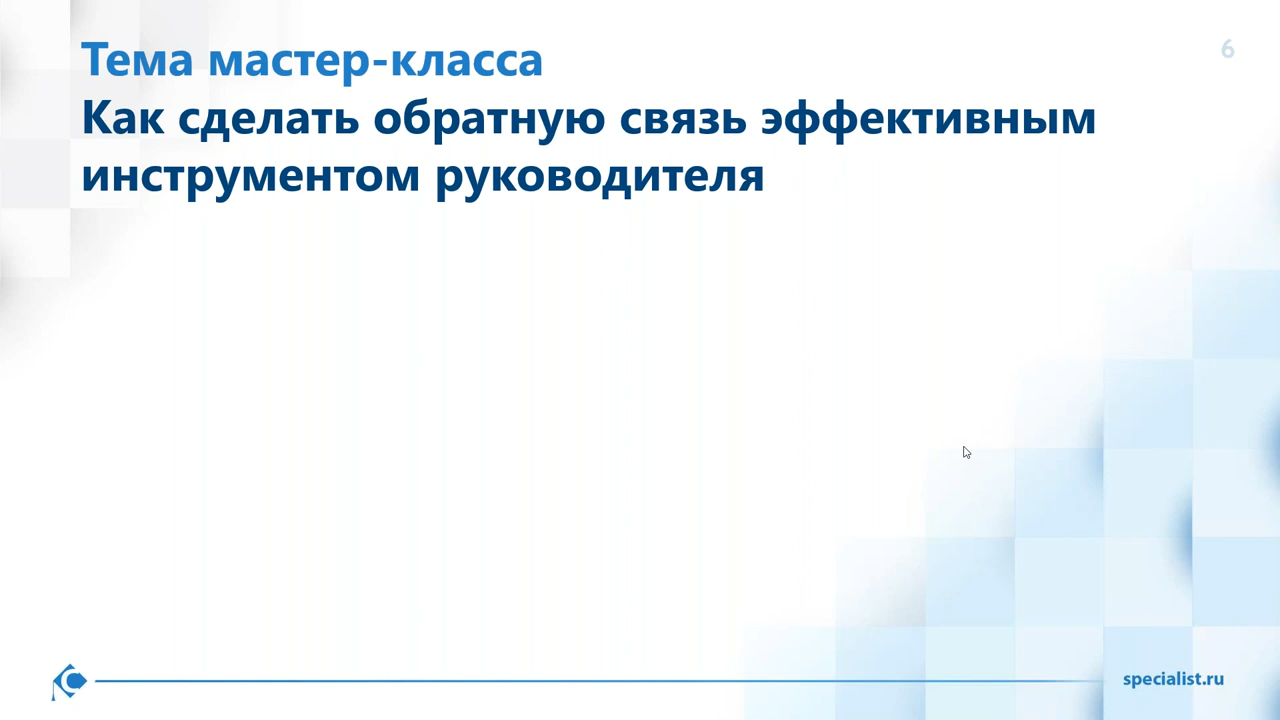 Тема мастер-класса
6
Как сделать обратную связь эффективным
инструментом руководителя
specialist.ru